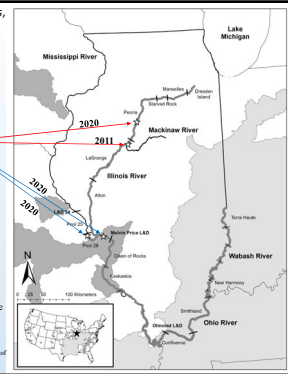 Lake
Michigan
Mississippi River
Marseilles
Dresden
Island
Starved Rock
2020
Peoria
Mackinaw River
2011
LaGrange
Illinois River
Alton
2020
2020
L&D 24
Pool 25
Melvin Price L&D
Pool 26
Terra Haute
N
Chain of Rocks
Wabash River
Kaskaskia
New Harmony
0 25 50 100 Kilometers
Smithland
Ohio River
Olmsted L&D
Confluence
of